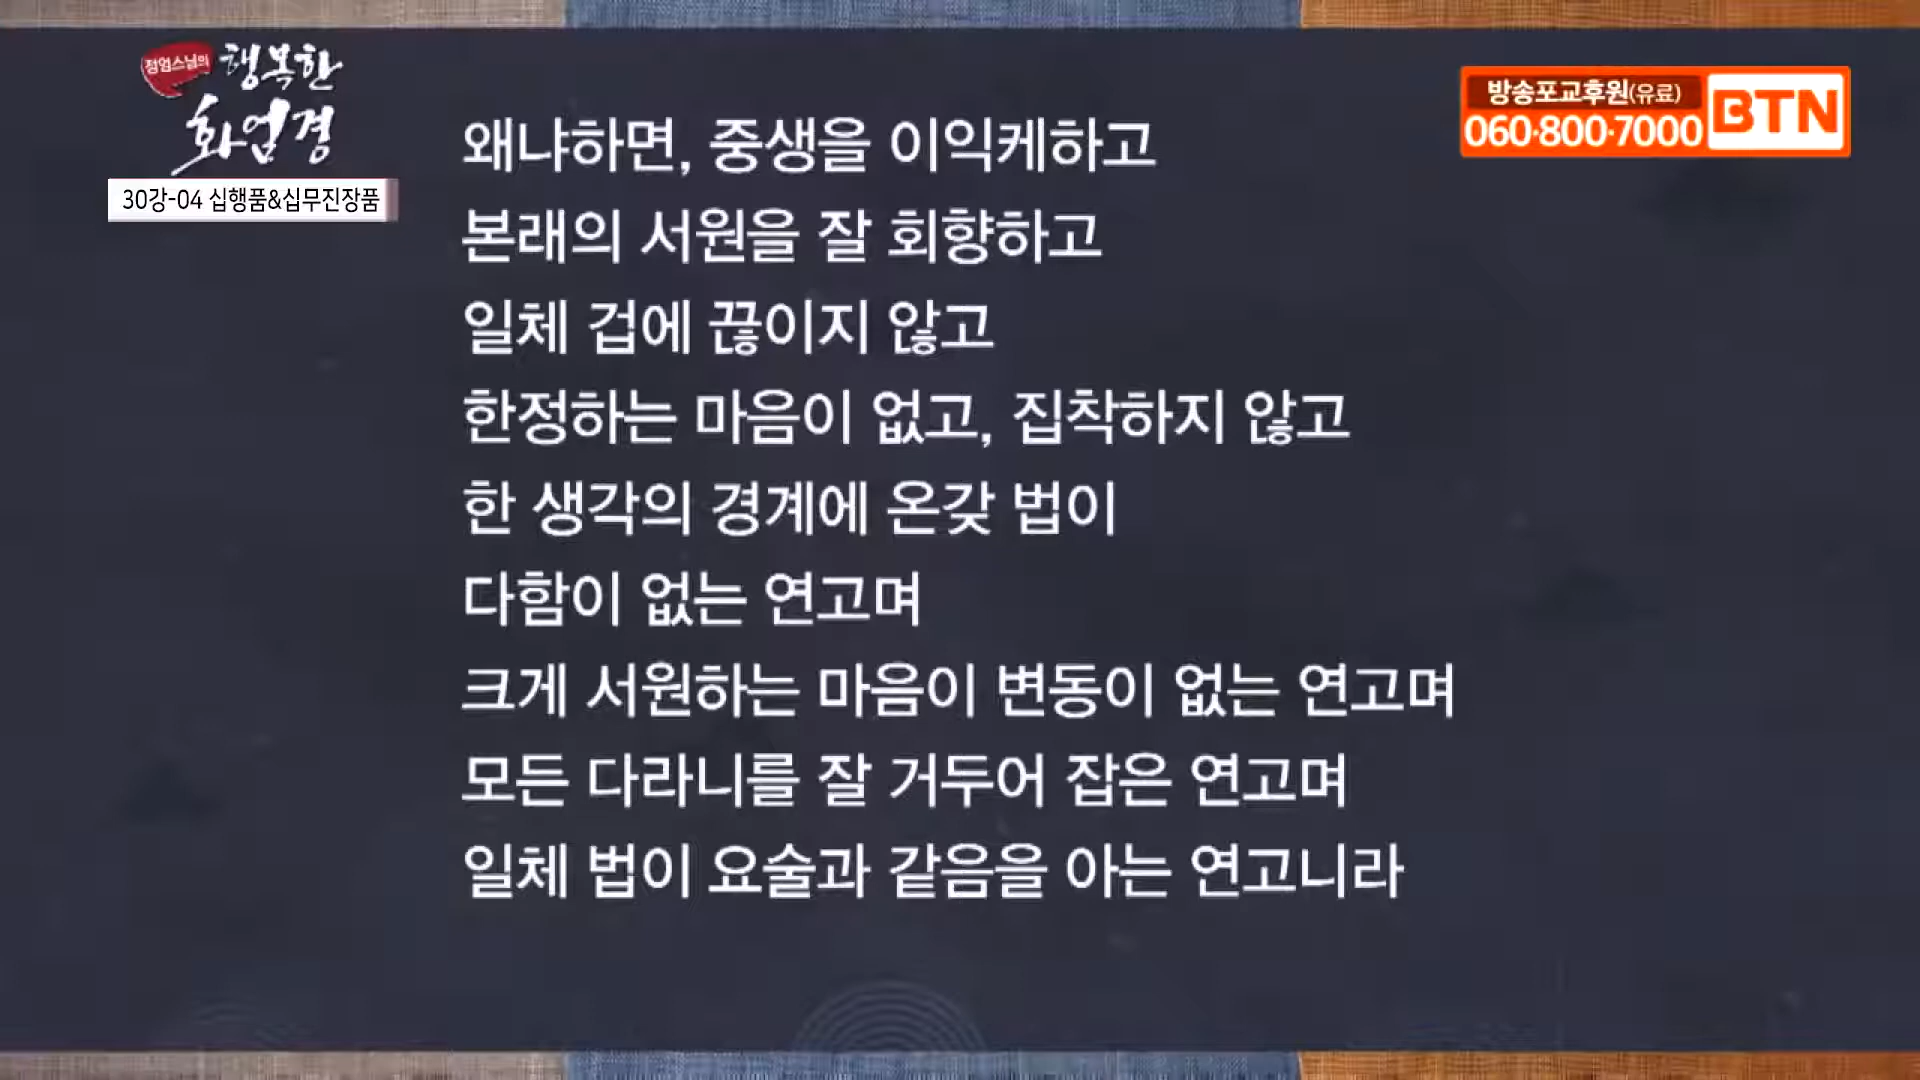 정엄스님의 행복한
화엄경
30강-04 십행품&십무진장품
방송포교후원(유료)
060·800·7000 BTN
왜냐하면, 중생을 이익케하고
본래의 서원을 잘 회향하고
일체 겁에 끊이지 않고
한정하는 마음이 없고, 집착하지 않고
한 생각의 경계에 온갖 법이
다함이 없는 연고며
크게 서원하는 마음이 변동이 없는 연고며
모든 다라니를 잘 거두어 잡은 연고며
일체 법이 요술과 같음을 아는 연고니라